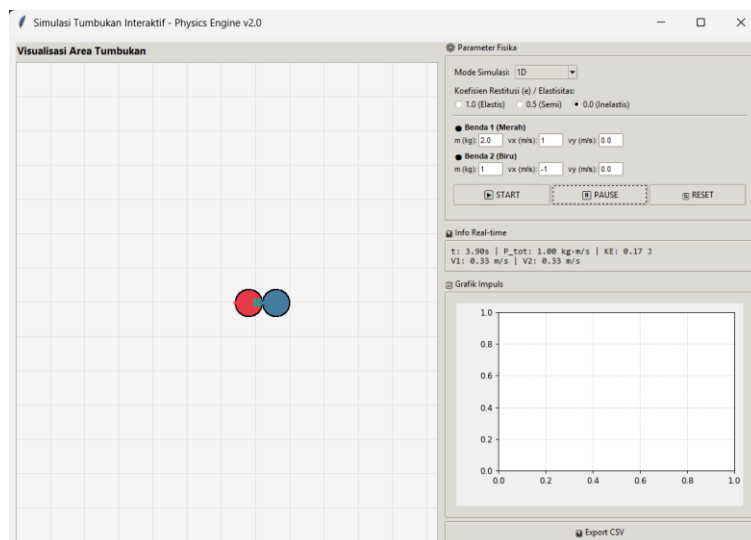 Simulasi Tumbukan Interaktif - Physics Engine v2.0
Visualisasi Area Tumbukan
Parameter Fisika
Mode Simulasi: 1D
Koefisien Restitusi (e) / Elastisitas:
1.0 (Elastis) 0.5 (Semi) 0.0 (Inelastis)
Benda 1 (Merah)
m (kg): 2.0 vx (m/s): 1 vy (m/s): 0.0
Benda 2 (Biru)
m (kg): 1 vx (m/s): -1 vy (m/s): 0.0
START PAUSE RESET
Info Real-time
t: 3.90s | P_tot: 1.00 kg-m/s | KE: 0.17 J
V1: 0.33 m/s | V2: 0.33 m/s
Grafik Impuls
1.0
0.8
0.6
0.4
0.2
0.0
0.0 0.2 0.4 0.6 0.8 1.0
Export CSV